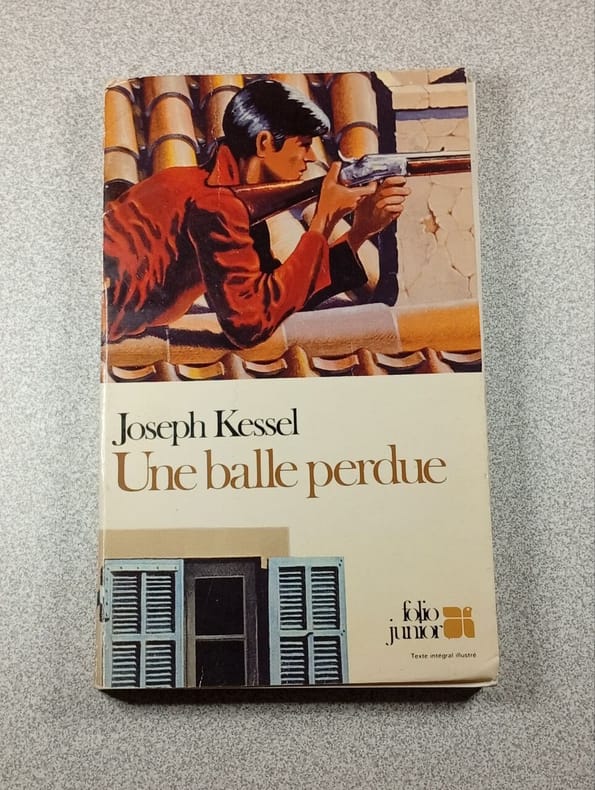 Joseph Kessel
Une balle perdue
folio
junior
Texte intégral illustré